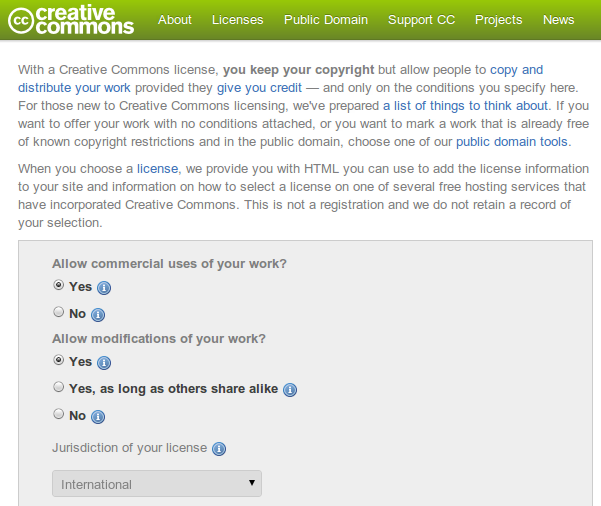 cc creative commons
About Licenses Public Domain Support CC Projects News
With a Creative Commons license, you keep your copyright but allow people to copy and
distribute your work provided they give you credit — and only on the conditions you specify here.
For those new to Creative Commons licensing, we've prepared a list of things to think about. If you
want to offer your work with no conditions attached, or you want to mark a work that is already free
of known copyright restrictions and in the public domain, choose one of our public domain tools.
When you choose a license, we provide you with HTML you can use to add the license information
to your site and information on how to select a license on one of several free hosting services that
have incorporated Creative Commons. This is not a registration and we do not retain a record of
your selection.
Allow commercial uses of your work?
Yes i
No i
Allow modifications of your work?
Yes i
Yes, as long as others share alike i
No i
Jurisdiction of your license i
International